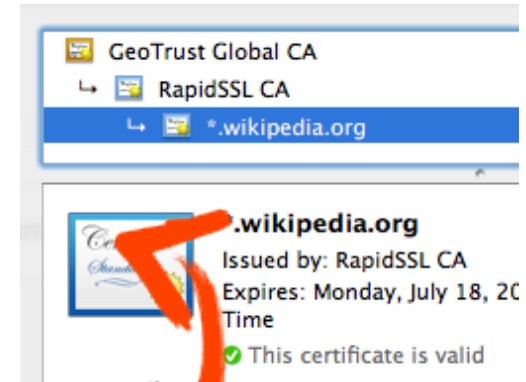 GeoTrust Global CA
RapidSSL CA
*.wikipedia.org
*.wikipedia.org
Issued by: RapidSSL CA
Expires: Monday, July 18, 20
Time
This certificate is valid